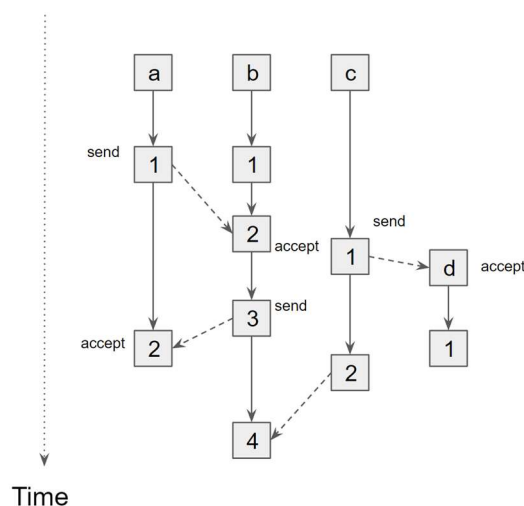 a b c
send 1 1
send
2 accept
1 d accept
3 send
accept 2 1
2
4
Time